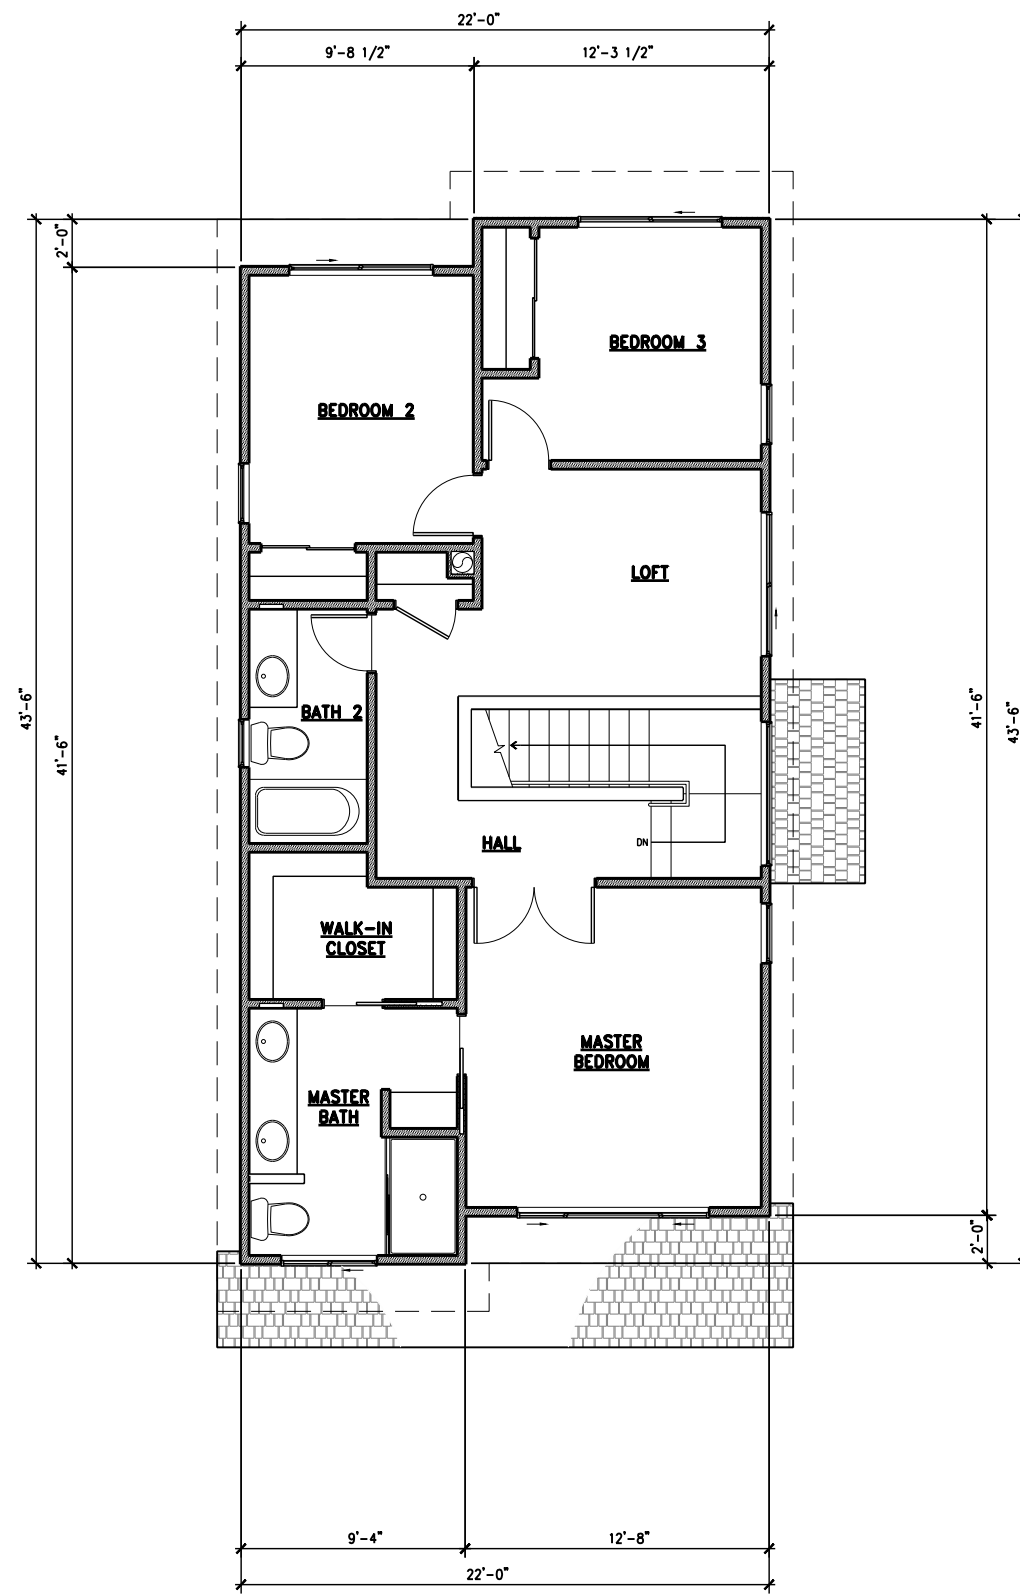 22'-0"
9'-8 1/2"
12'-3 1/2"
2'-0"
BEDROOM 3
BEDROOM 2
LOFT
BATH 2
43'-6"
41'-6"
41'-6"
43'-6"
HALL
DN
WALK-IN
CLOSET
MASTER
BEDROOM
MASTER
BATH
2'-0"
9'-4"
12'-8"
22'-0"